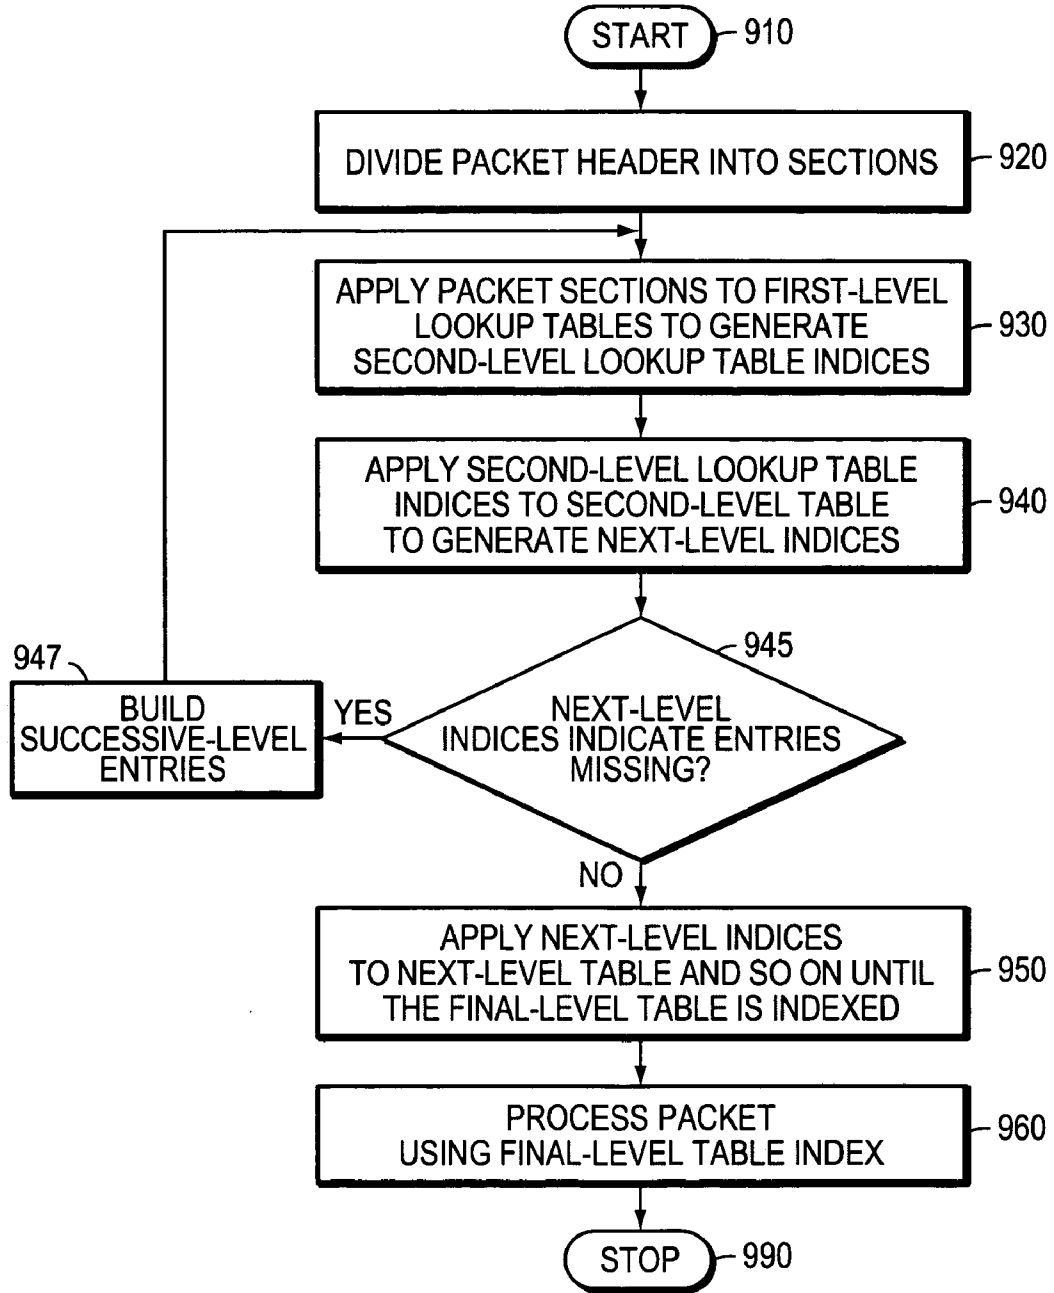 START
910
DIVIDE PACKET HEADER INTO SECTIONS
920
APPLY PACKET SECTIONS TO FIRST-LEVEL
LOOKUP TABLES TO GENERATE
SECOND-LEVEL LOOKUP TABLE INDICES
930
APPLY SECOND-LEVEL LOOKUP TABLE
INDICES TO SECOND-LEVEL TABLE
TO GENERATE NEXT-LEVEL INDICES
940
945
NEXT-LEVEL
INDICES INDICATE ENTRIES
MISSING?
YES
947
BUILD
SUCCESSIVE-LEVEL
ENTRIES
NO
APPLY NEXT-LEVEL INDICES
TO NEXT-LEVEL TABLE AND SO ON UNTIL
THE FINAL-LEVEL TABLE IS INDEXED
950
PROCESS PACKET
USING FINAL-LEVEL TABLE INDEX
960
STOP
990